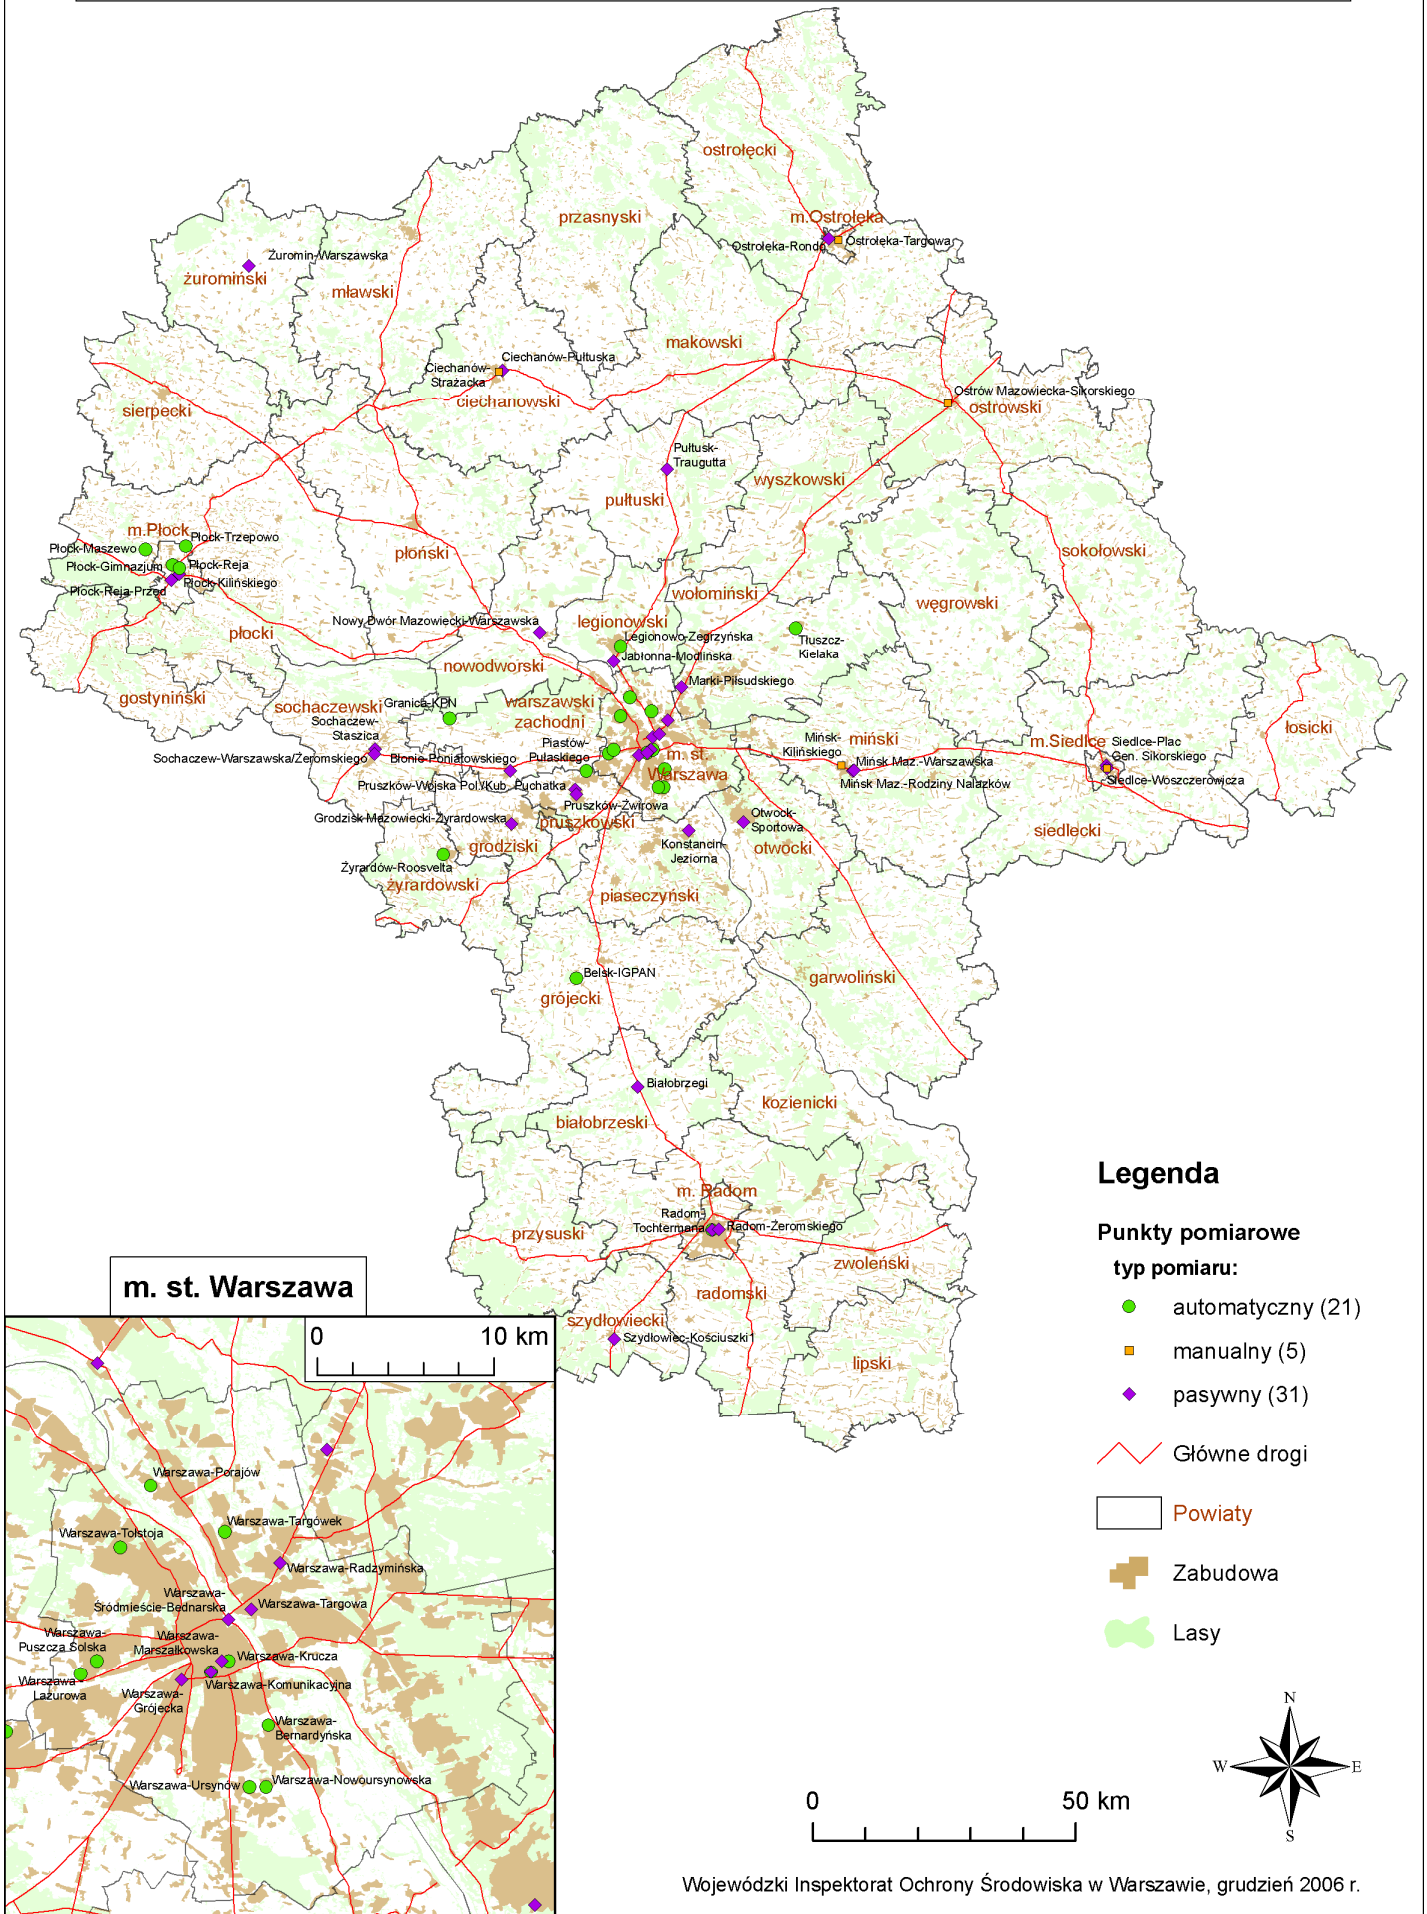 ostrołęcki
m.Ostrołęka
Ostrołęka-Rondo
Ostrołęka-Targowa
przasnyski
Żuromin-Warszawska
żuromiński
mławski
makowski
Ciechanów-Pułtuska
Ciechanów-
Strażacka
ciechanowski
Ostrów Mazowiecka-Sikorskiego
ostrowski
sierpecki
Pułtusk-
Traugutta
pułtuski
wyszkowski
m.Płock
Płock-Trzepowo
Płock-Maszewo
Płock-Gimnazjum
Płock-Reja
Płock-Kilińskiego
Płock-Reja-Przed
płoński
sokołowski
węgrowski
wołomiński
płocki
Nowy Dwór Mazowiecki-Warszawska
legionowski
Legionowo-Zegrzyńska
Jabłonna-Modlińska
Tłuszcz-
Kielaka
nowodworski
Marki-Piłsudskiego
gostyniński
sochaczewski
Granica-KPN
warszawski
zachodni
Sochaczew-
Staszica
Sochaczew-Warszawska/Żeromskiego
Błonie-Poniatowskiego
Piastów-
Pułaskiego
m. st.
Warszawa
Mińsk-
Kilińskiego
miński
Mińsk Maz.-Warszawska
Mińsk Maz.-Rodziny Nalazków
m.Siedlce
Siedlce-Plac
Gen. Sikorskiego
Siedlce-Woszczerowicza
łosicki
Pruszków-Wojska Pol./Kub. Puchatka
Pruszków-Żwirowa
Grodzisk Mazowiecki-Żyrardowska
pruszkowski
grodziski
Otwock-
Sportowa
otwocki
Konstancin-
Jeziorna
siedlecki
Żyrardów-Roosvelta
żyrardowski
piaseczyński
Belsk-IGPAN
grójecki
garwoliński
Białobrzegi
białobrzeski
kozienicki
m. Radom
Radom-
Tochtermana
Radom-Żeromskiego
przysuski
zwoleński
radomski
szydłowiecki
Szydłowiec-Kościuszki1
lipski
Legenda
Punkty pomiarowe
typ pomiaru:
automatyczny (21)
manualny (5)
pasywny (31)
Główne drogi
Powiaty
Zabudowa
Lasy
m. st. Warszawa
0 10 km
Warszawa-Porajów
Warszawa-Targówek
Warszawa-Tołstoja
Warszawa-Radzymińska
Warszawa-
Śródmieście-Bednarska
Warszawa-Targowa
Warszawa-
Puszcza Solska
Warszawa-
Marszałkowska
Warszawa-Krucza
Warszawa-
Lazurowa
Warszawa-Komunikacyjna
Warszawa-
Grójecka
Warszawa-
Bernardyńska
Warszawa-Ursynów
Warszawa-Nowoursynowska
N
W E
S
0 50 km
Wojewódzki Inspektorat Ochrony Środowiska w Warszawie, grudzień 2006 r.